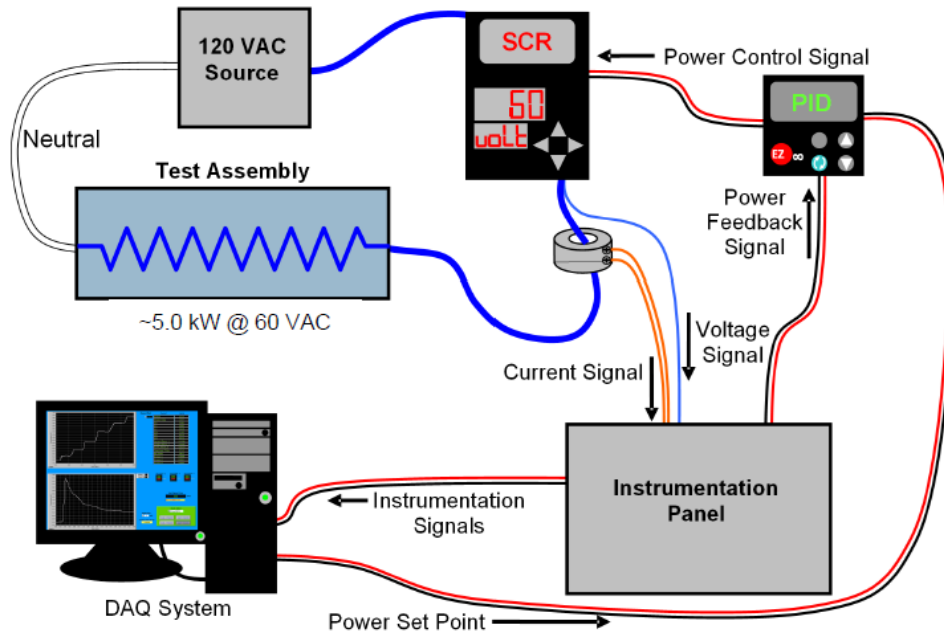 120 VAC
Source
SCR
60
volt
Power Control Signal
PID
EZ
∞
Neutral
Test Assembly
~5.0 kW @ 60 VAC
Power
Feedback
Signal
Voltage
Signal
Current Signal
Instrumentation
Signals
Instrumentation
Panel
DAQ System
Power Set Point